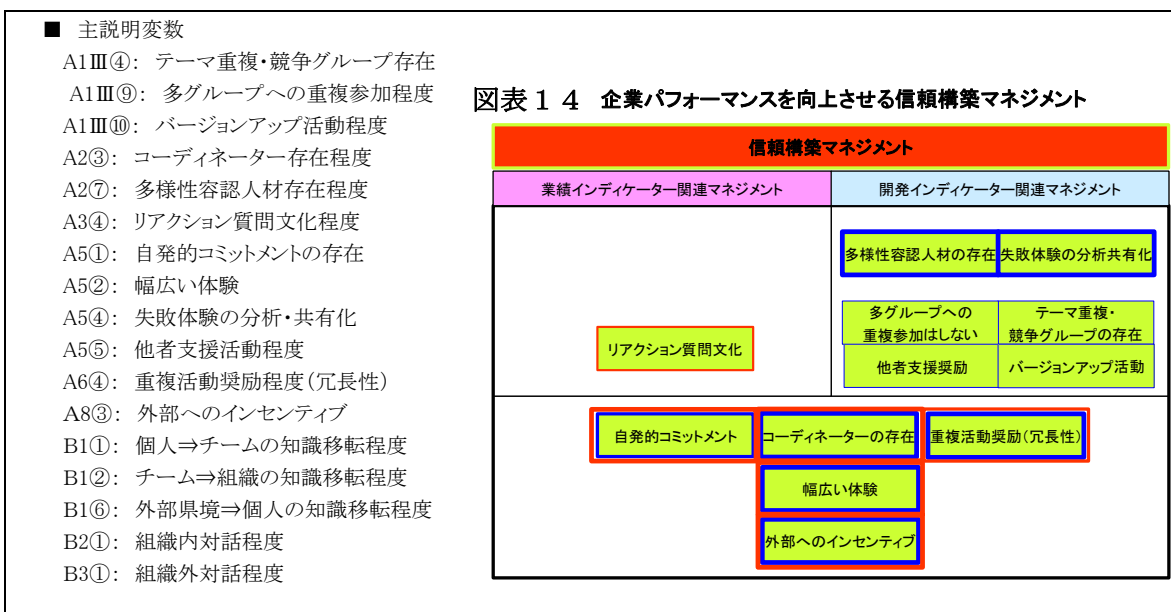 ■ 主説明変数
A1Ⅲ④: テーマ重複・競争グループ存在
A1Ⅲ⑨: 多グループへの重複参加程度
A1Ⅲ⑩: バージョンアップ活動程度
A2③: コーディネーター存在程度
A2⑦: 多様性容認人材存在程度
A3④: リアクション質問文化程度
A5①: 自発的コミットメントの存在
A5②: 幅広い体験
A5④: 失敗体験の分析・共有化
A5⑤: 他者支援活動程度
A6④: 重複活動奨励程度(冗長性)
A8③: 外部へのインセンティブ
B1①: 個人⇒チームの知識移転程度
B1②: チーム⇒組織の知識移転程度
B1⑥: 外部県境⇒個人の知識移転程度
B2①: 組織内対話程度
B3①: 組織外対話程度
図表14 企業パフォーマンスを向上させる信頼構築マネジメント
信頼構築マネジメント
業績インディケーター関連マネジメント
開発インディケーター関連マネジメント
多様性容認人材の存在
失敗体験の分析共有化
多グループへの
重複参加はしない
テーマ重複・
競争グループの存在
リアクション質問文化
他者支援奨励
バージョンアップ活動
自発的コミットメント
コーディネーターの存在
重複活動奨励(冗長性)
幅広い体験
外部へのインセンティブ